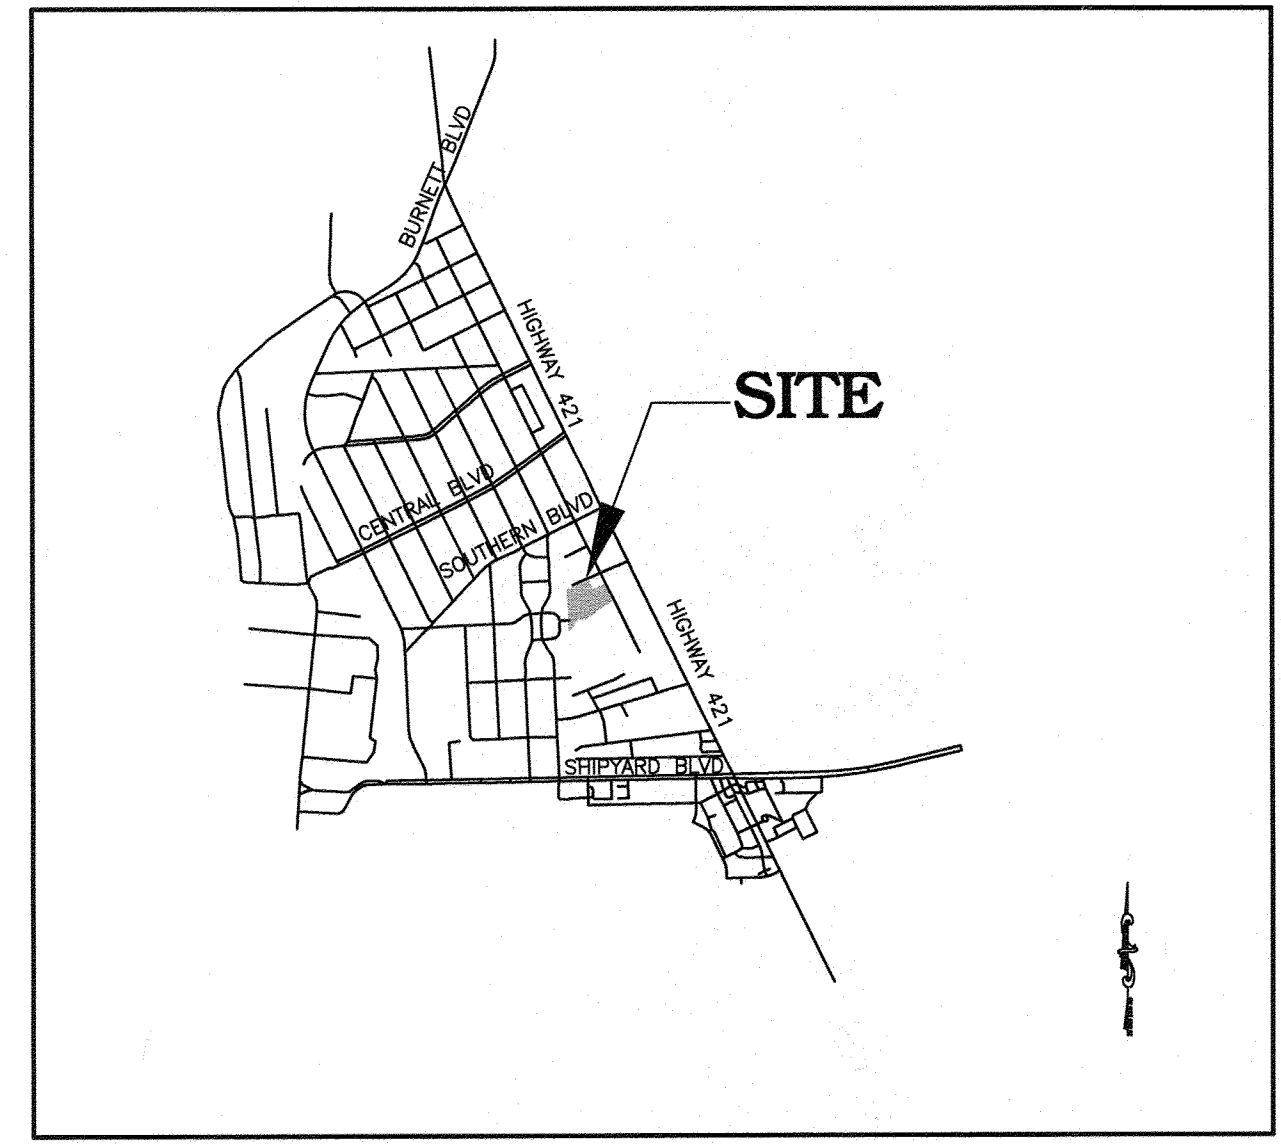 BURNETT BLVD
HIGHWAY 421
SITE
CENTRAL BLVD
SOUTHERN BLVD
HIGHWAY 421
SHIPYARD BLVD